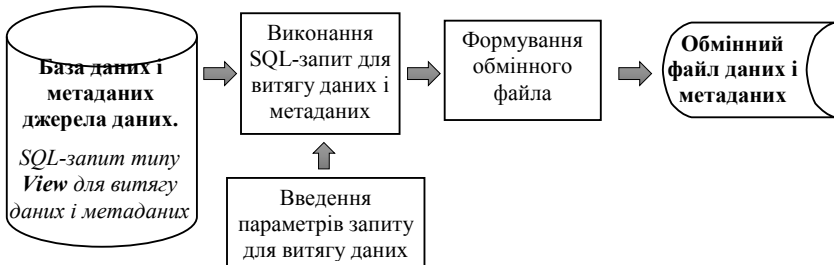 База даних і
метаданих
джерела даних.
SQL-запит типу
View для витягу
даних і метаданих
Виконання
SQL-запит для
витягу даних і
метаданих
Формування
обмінного
файла
Обмінний
файл даних і
метаданих
Введення
параметрів запиту
для витягу даних